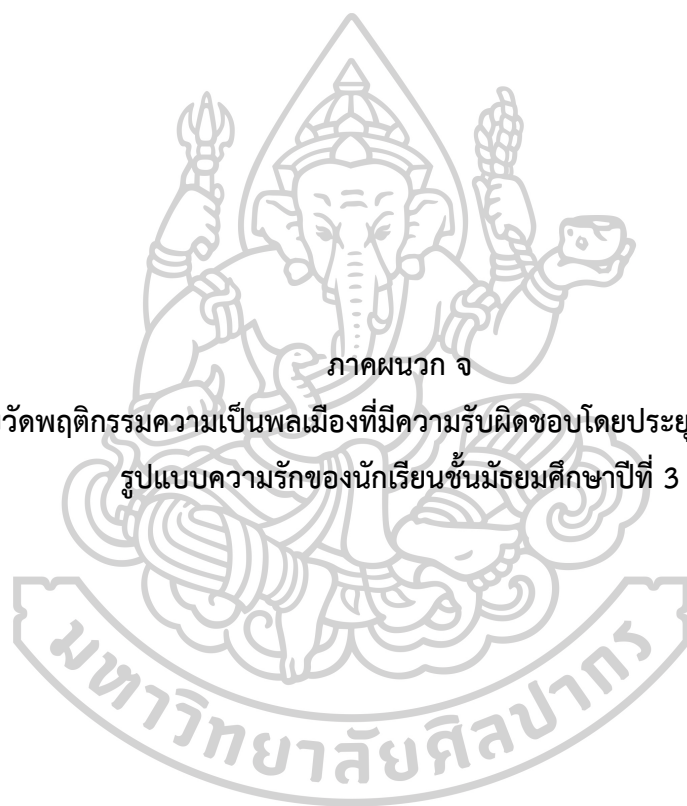 ภาคผนวก จ
วัดพฤติกรรมความเป็นพลเมืองที่มีความรับผิดชอบโดยประยุ
รูปแบบความรักของนักเรียนชั้นมัธยมศึกษาปีที่ 3
มหาวิทยาลัยศิลปากร